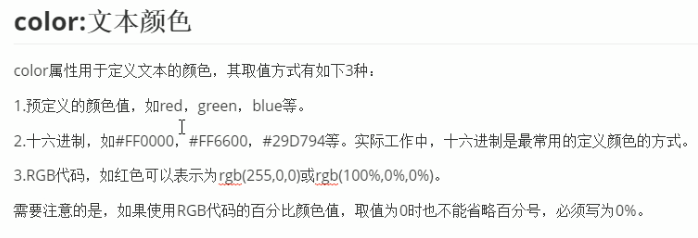 color:文本颜色
color属性用于定义文本的颜色，其取值方式有如下3种：
1.预定义的颜色值，如red，green，blue等。
2.十六进制，如#FF0000，#FF6600，#29D794等。实际工作中，十六进制是最常用的定义颜色的方式。
3.RGB代码，如红色可以表示为rgb(255,0,0)或rgb(100%,0%,0%)。
需要注意的是，如果使用RGB代码的百分比颜色值，取值为0时也不能省略百分号，必须写为0%。